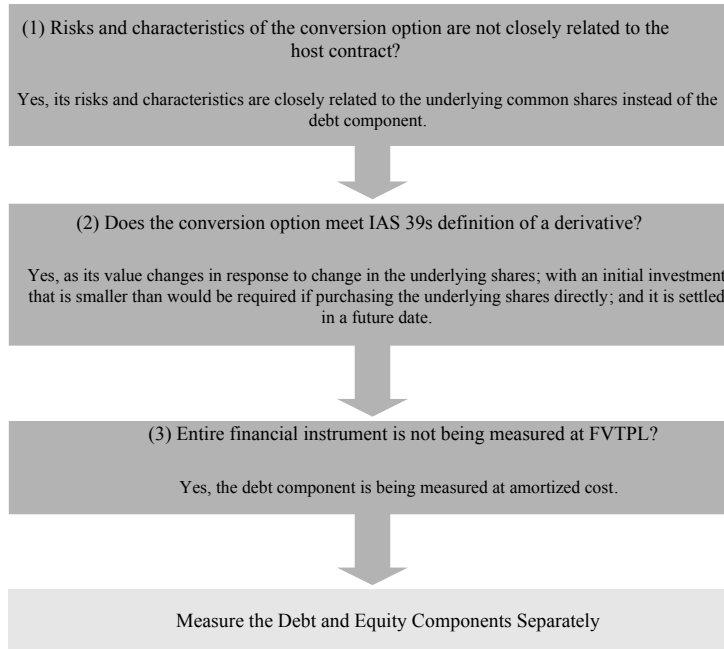 (1) Risks and characteristics of the conversion option are not closely related to the
host contract?
Yes, its risks and characteristics are closely related to the underlying common shares instead of the
debt component.
(2) Does the conversion option meet IAS 39s definition of a derivative?
Yes, as its value changes in response to change in the underlying shares; with an initial investment
that is smaller than would be required if purchasing the underlying shares directly; and it is settled
in a future date.
(3) Entire financial instrument is not being measured at FVTPL?
Yes, the debt component is being measured at amortized cost.
Measure the Debt and Equity Components Separately